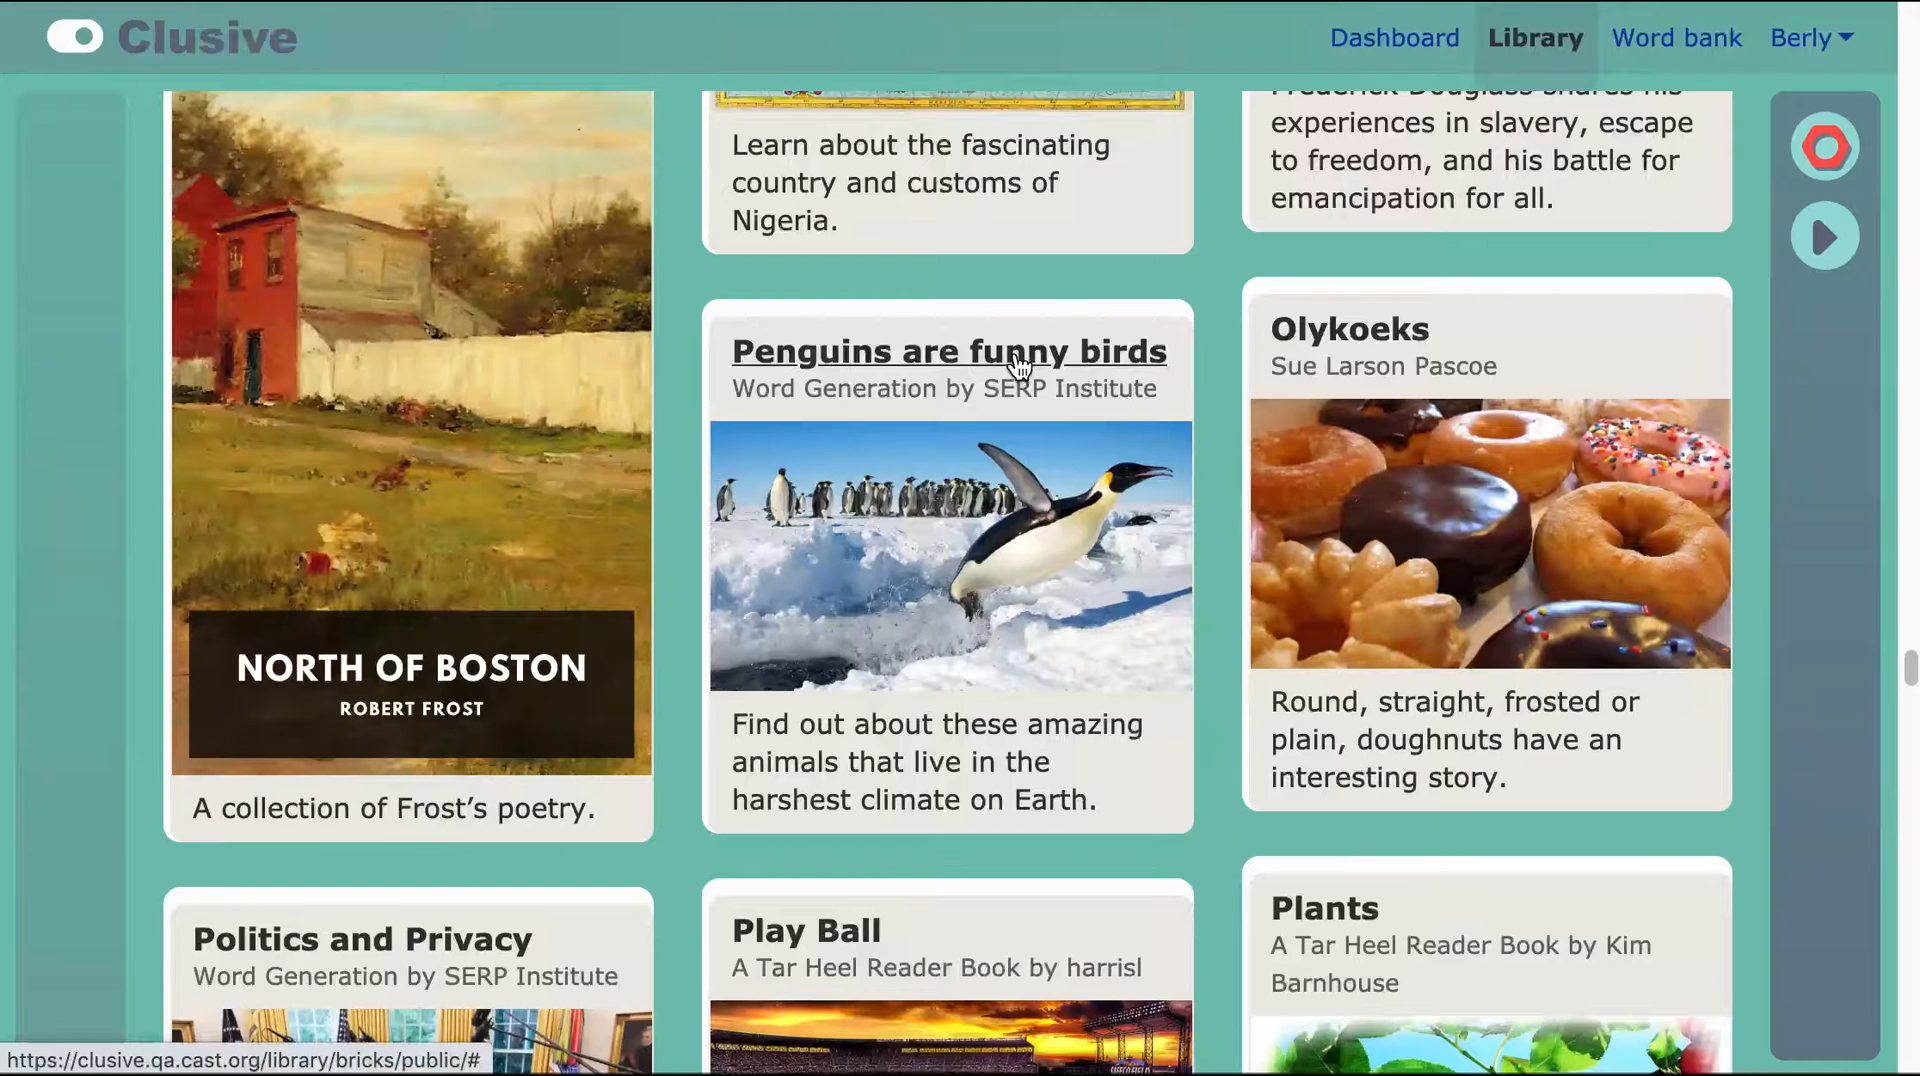 Clusive
Dashboard
Library
Word bank
Berly
NORTH OF BOSTON
ROBERT FROST
A collection of Frost’s poetry.
Politics and Privacy
Word Generation by SERP Institute
Learn about the fascinating
country and customs of
Nigeria.
Penguins are funny birds
Word Generation by SERP Institute
Find out about these amazing
animals that live in the
harshest climate on Earth.
Play Ball
A Tar Heel Reader Book by harrisl
Frederick Douglass shares his
experiences in slavery, escape
to freedom, and his battle for
emancipation for all.
Olykoeks
Sue Larson Pascoe
Round, straight, frosted or
plain, doughnuts have an
interesting story.
Plants
A Tar Heel Reader Book by Kim
Barnhouse
https://clusive.qa.cast.org/library/bricks/public/#